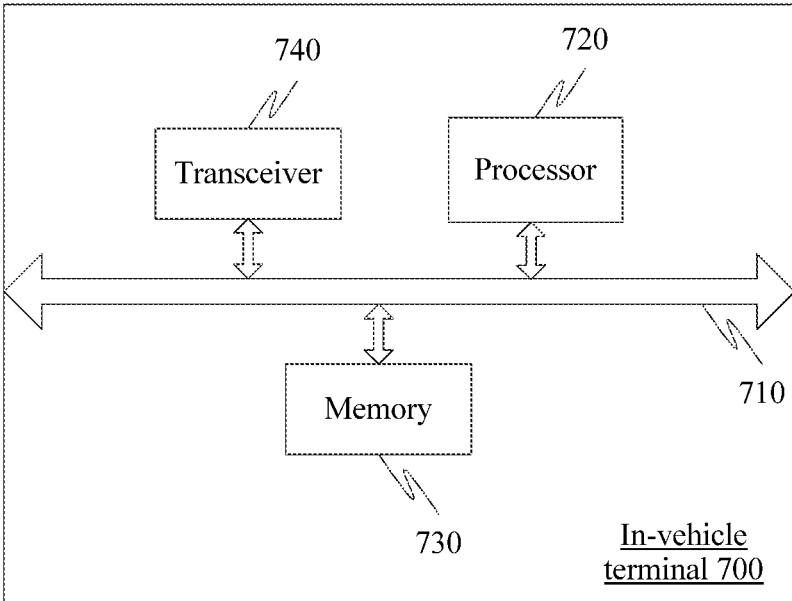 740
720
Transceiver
Processor
Memory
710
730
In-vehicle
terminal 700